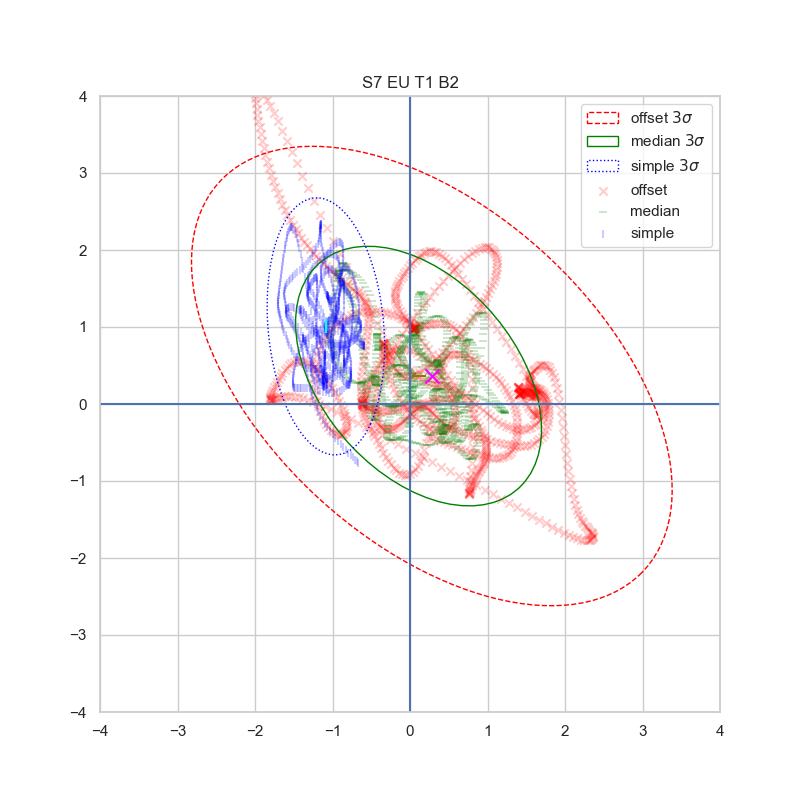 S7 EU T1 B2
offset 3σ
median 3σ
simple 3σ
offset
median
simple
4
3
2
1
0
−1
−2
−3
−4
−4 −3 −2 −1 0 1 2 3 4